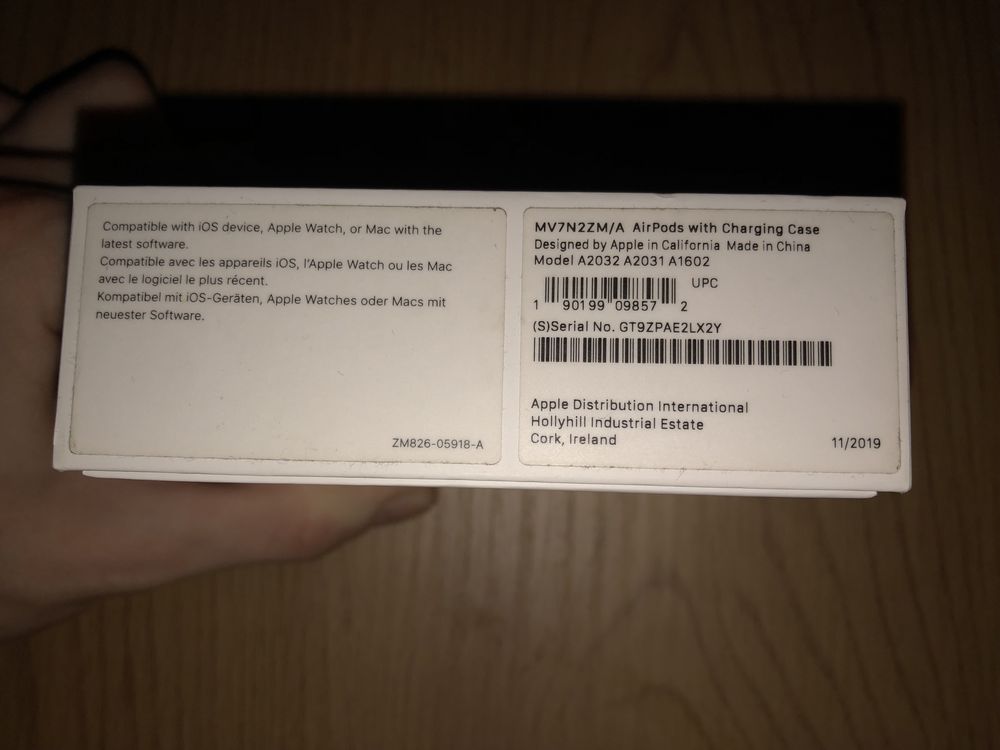 Compatible with iOS device, Apple Watch, or Mac with the
latest software.
Compatible avec les appareils iOS, l'Apple Watch ou les Mac
avec le logiciel le plus récent.
Kompatibel mit iOS-Geräten, Apple Watches oder Macs mit
neuester Software.
ZM826-05918-A
MV7N2ZM/A AirPods with Charging Case
Designed by Apple in California Made in China
Model A2032 A2031 A1602
UPC
1 90199 09857 2
(S)Serial No. GT9ZPAE2LX2Y
Apple Distribution International
Hollyhill Industrial Estate
Cork, Ireland
11/2019